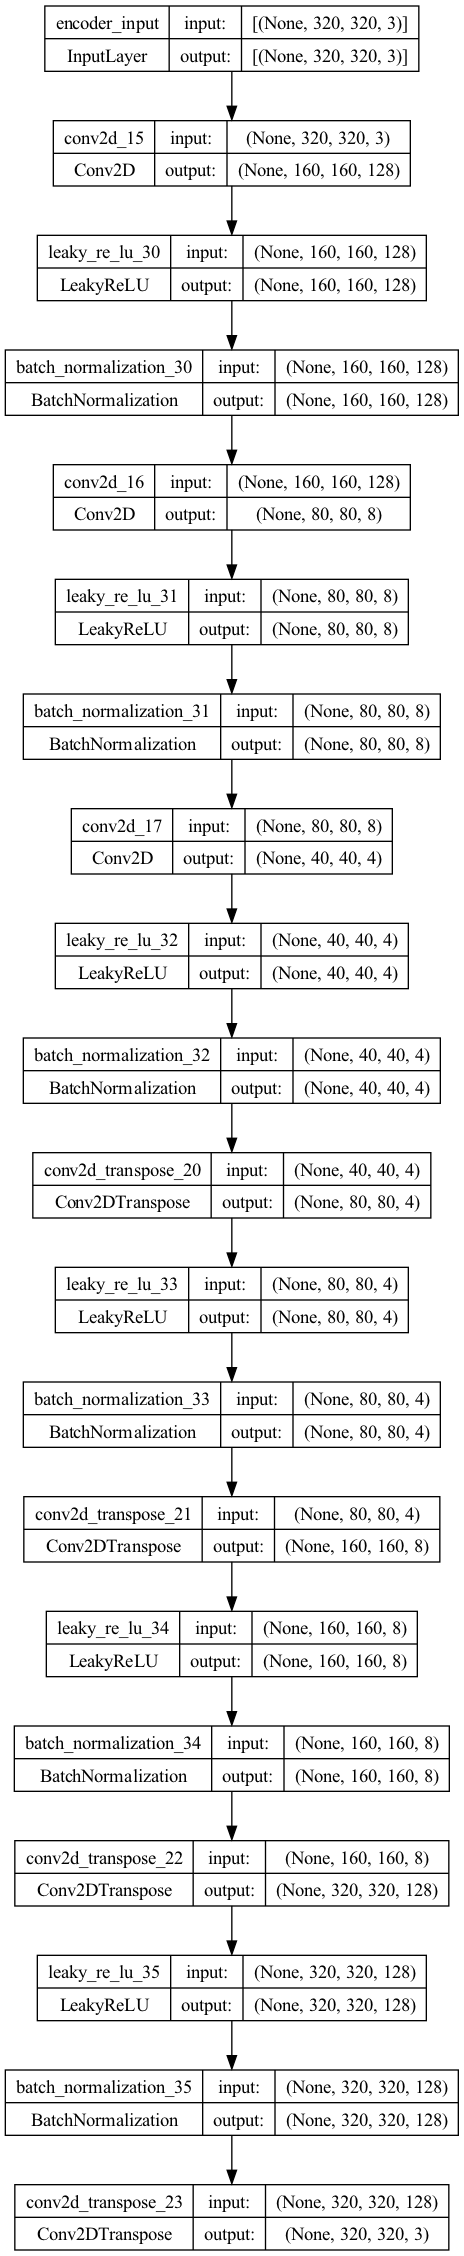 encoder_input input: [(None, 320, 320, 3)]
InputLayer output: [(None, 320, 320, 3)]
conv2d_15 input: (None, 320, 320, 3)
Conv2D output: (None, 160, 160, 128)
leaky_re_lu_30 input: (None, 160, 160, 128)
LeakyReLU output: (None, 160, 160, 128)
batch_normalization_30 input: (None, 160, 160, 128)
BatchNormalization output: (None, 160, 160, 128)
conv2d_16 input: (None, 160, 160, 128)
Conv2D output: (None, 80, 80, 8)
leaky_re_lu_31 input: (None, 80, 80, 8)
LeakyReLU output: (None, 80, 80, 8)
batch_normalization_31 input: (None, 80, 80, 8)
BatchNormalization output: (None, 80, 80, 8)
conv2d_17 input: (None, 80, 80, 8)
Conv2D output: (None, 40, 40, 4)
leaky_re_lu_32 input: (None, 40, 40, 4)
LeakyReLU output: (None, 40, 40, 4)
batch_normalization_32 input: (None, 40, 40, 4)
BatchNormalization output: (None, 40, 40, 4)
conv2d_transpose_20 input: (None, 40, 40, 4)
Conv2DTranspose output: (None, 80, 80, 4)
leaky_re_lu_33 input: (None, 80, 80, 4)
LeakyReLU output: (None, 80, 80, 4)
batch_normalization_33 input: (None, 80, 80, 4)
BatchNormalization output: (None, 80, 80, 4)
conv2d_transpose_21 input: (None, 80, 80, 4)
Conv2DTranspose output: (None, 160, 160, 8)
leaky_re_lu_34 input: (None, 160, 160, 8)
LeakyReLU output: (None, 160, 160, 8)
batch_normalization_34 input: (None, 160, 160, 8)
BatchNormalization output: (None, 160, 160, 8)
conv2d_transpose_22 input: (None, 160, 160, 8)
Conv2DTranspose output: (None, 320, 320, 128)
leaky_re_lu_35 input: (None, 320, 320, 128)
LeakyReLU output: (None, 320, 320, 128)
batch_normalization_35 input: (None, 320, 320, 128)
BatchNormalization output: (None, 320, 320, 128)
conv2d_transpose_23 input: (None, 320, 320, 128)
Conv2DTranspose output: (None, 320, 320, 3)